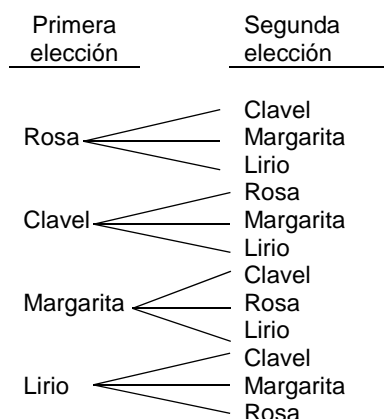 Primera Segunda
elección elección
Clavel
Rosa Margarita
Lirio
Rosa
Clavel Margarita
Lirio
Clavel
Margarita Rosa
Lirio
Clavel
Lirio Margarita
Rosa